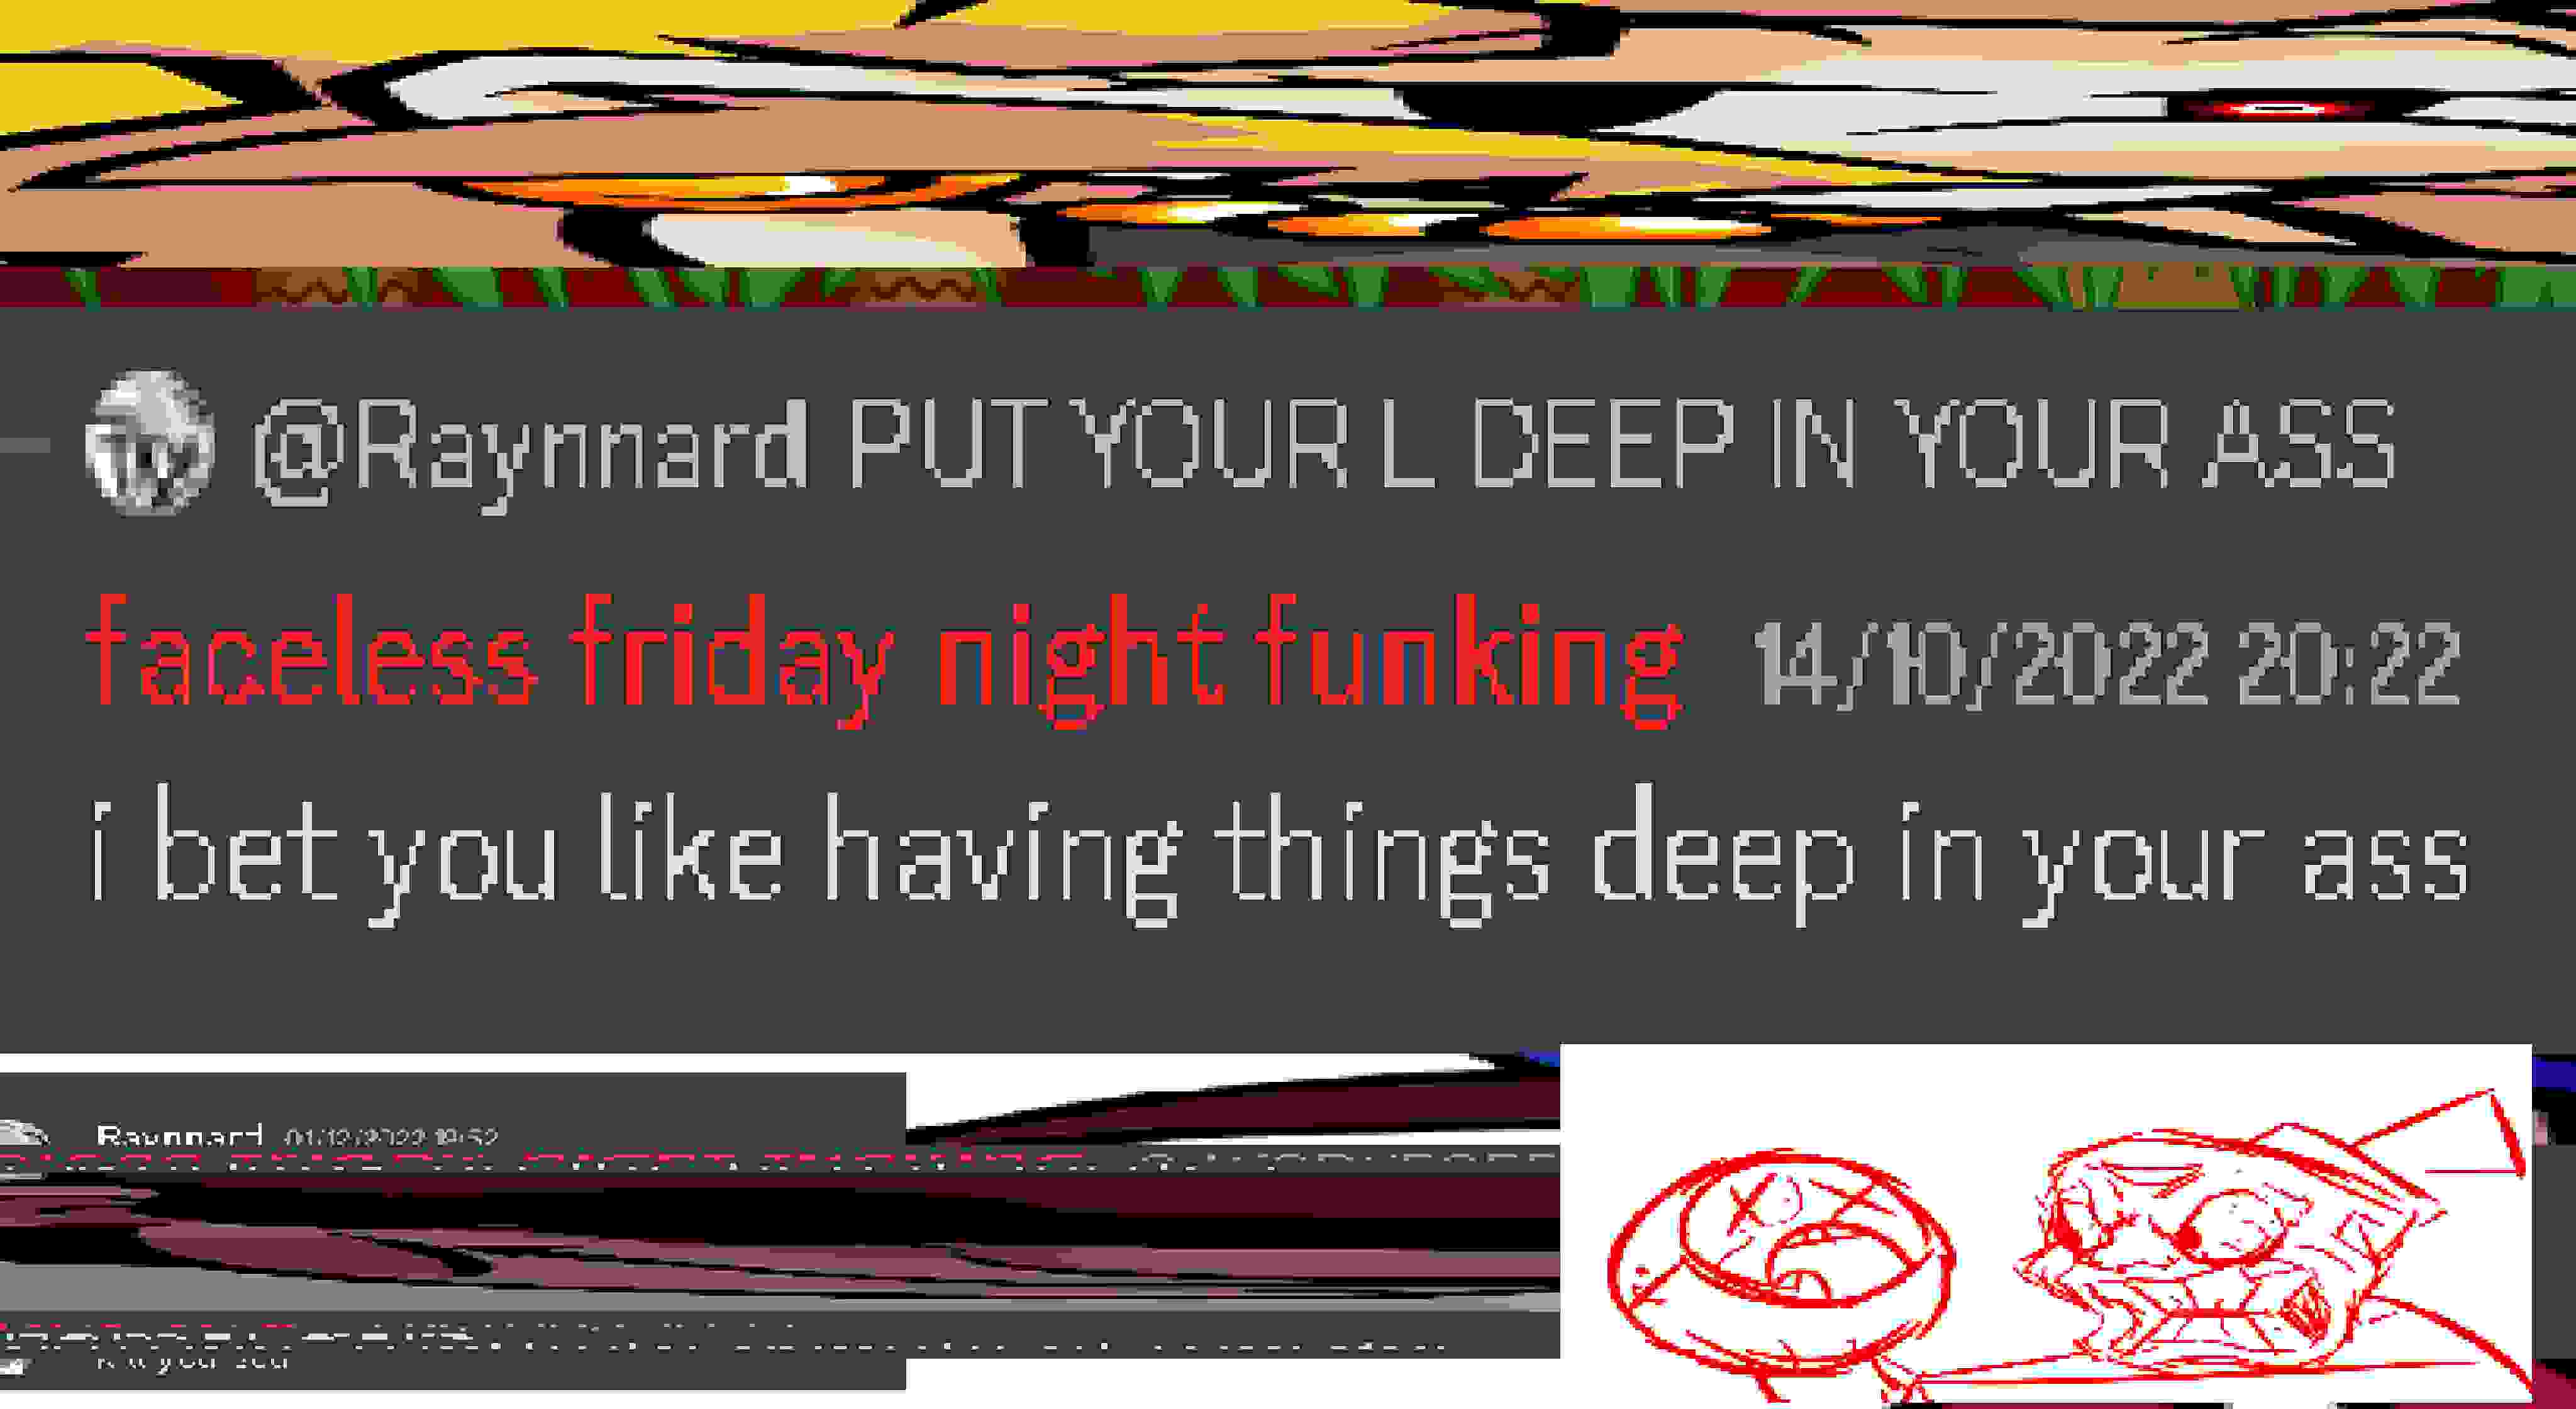 @Raynnard PUT YOUR L DEEP IN YOUR ASS
faceless friday night funking 14/10/2022 20:22
i bet you like having things deep in your ass
Raynnard